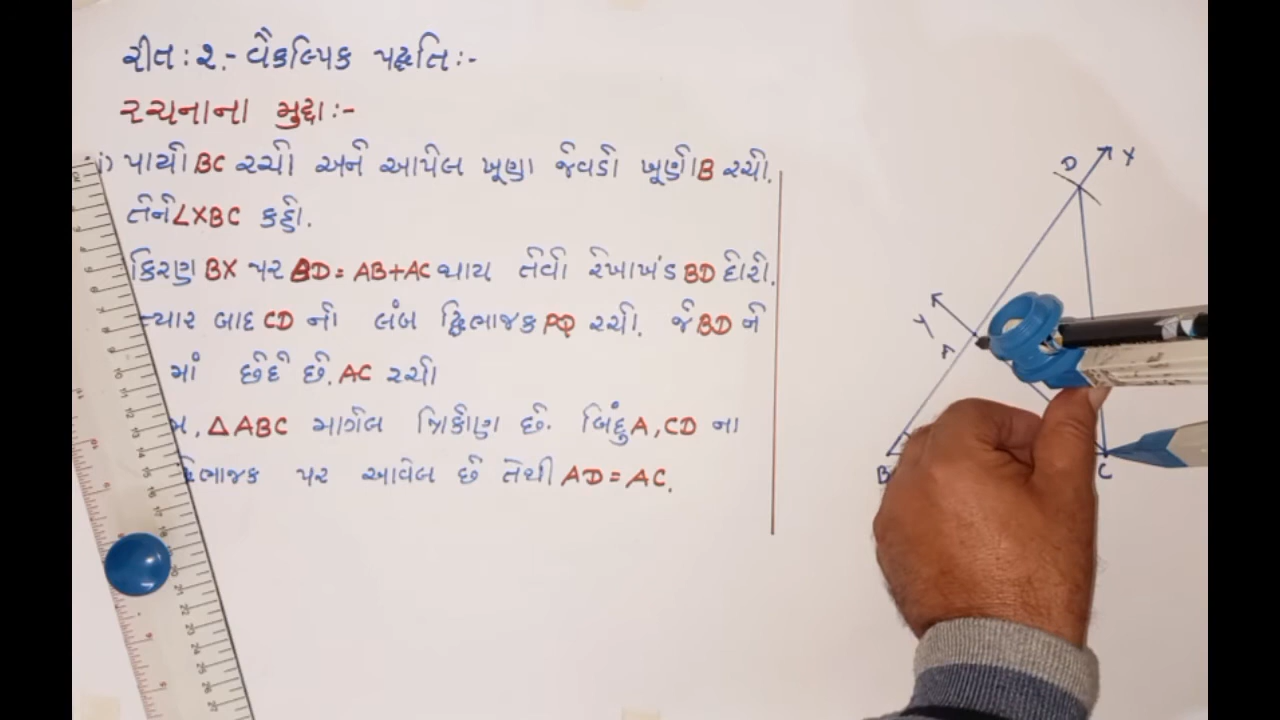 રીત: ૨.- વૈકલ્પિક પદ્ધતિ:-
રચનાના મુદ્દા:-
i) પાયો BC રચો અને આપેલ ખૂણા જેવડો ખૂણો B રચો.
તેને ∠XBC કહો.
કિરણ BX પર BD = AB+AC થાય તેવી રેખાખંડ BD દોરો.
ત્યાર બાદ CD નો લંબ દ્વિભાજક PQ રચો. જે BD ને
માં છેદે છે. AC રચો
. ΔABC માગેલ ત્રિકોણ છે. બિંદુ A, CD ના
દ્વિભાજક પર આવેલ છે તેથી AD = AC.
D X
Y
A
B C